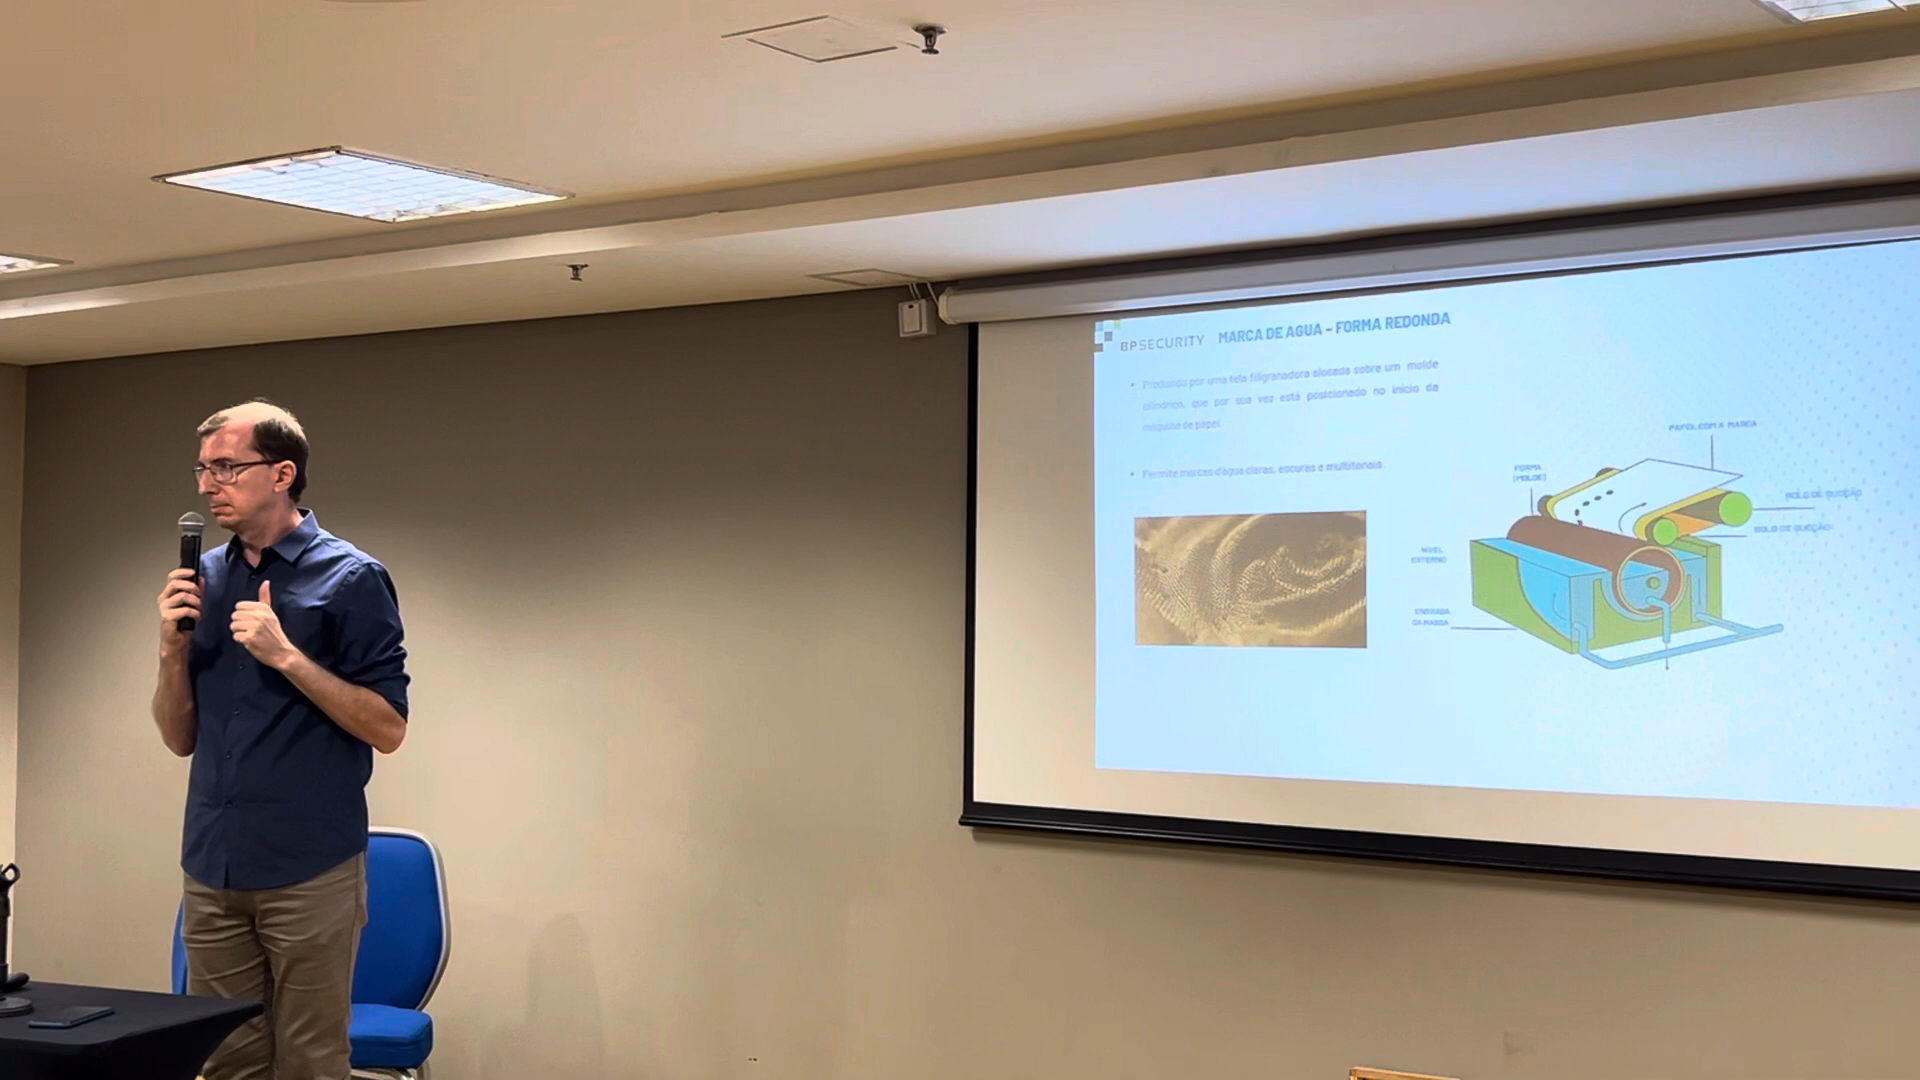 BPSECURITY MARCA DE AGUA – FORMA REDONDA
• Produzida por uma tela filigranadora alocada sobre um molde
cilíndrico, que por sua vez está posicionado no início da
máquina de papel.
• Permite marcas d'água claras, escuras e multitonais.
PAPEL COM A MARCA
FORMA
(MOLDE)
ROLO DE SUCÇÃO
ROLO DE SUCÇÃO
NÍVEL
EXTERNO
ENTRADA
DA MASSA